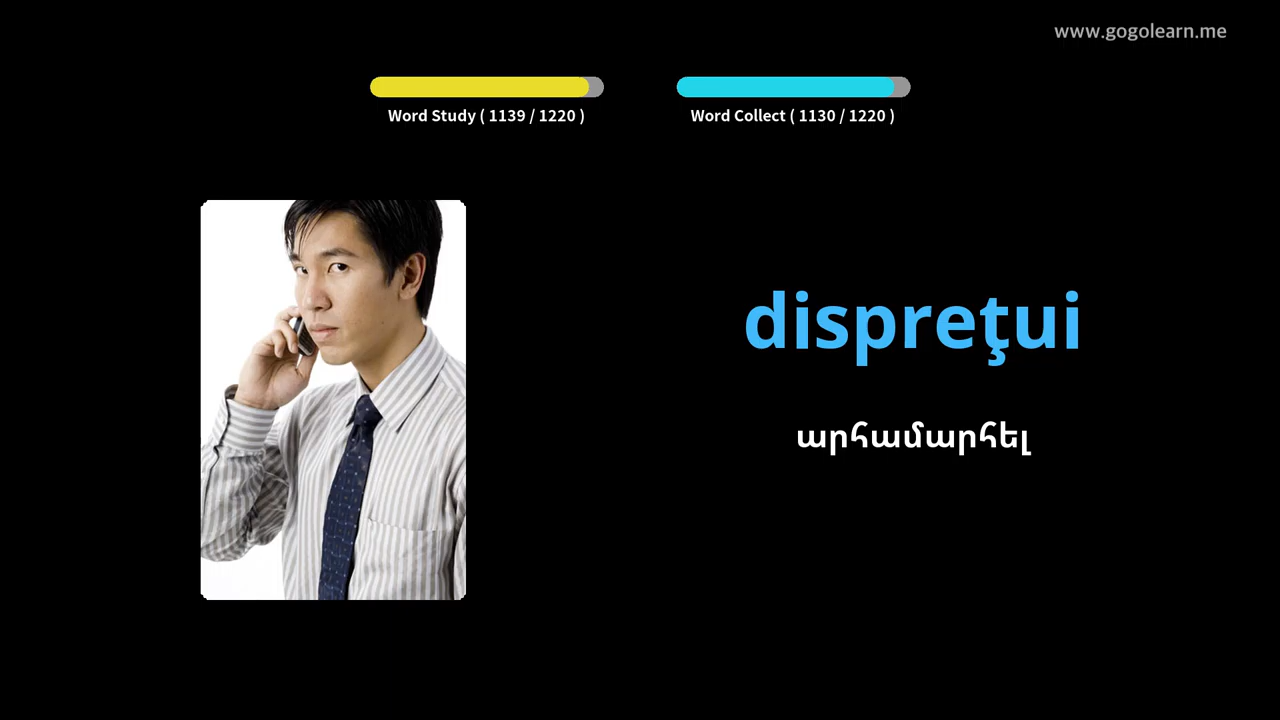 www.gogolearn.me
Word Study ( 1139 / 1220 )
Word Collect ( 1130 / 1220 )
dispreţui
արհամարհել